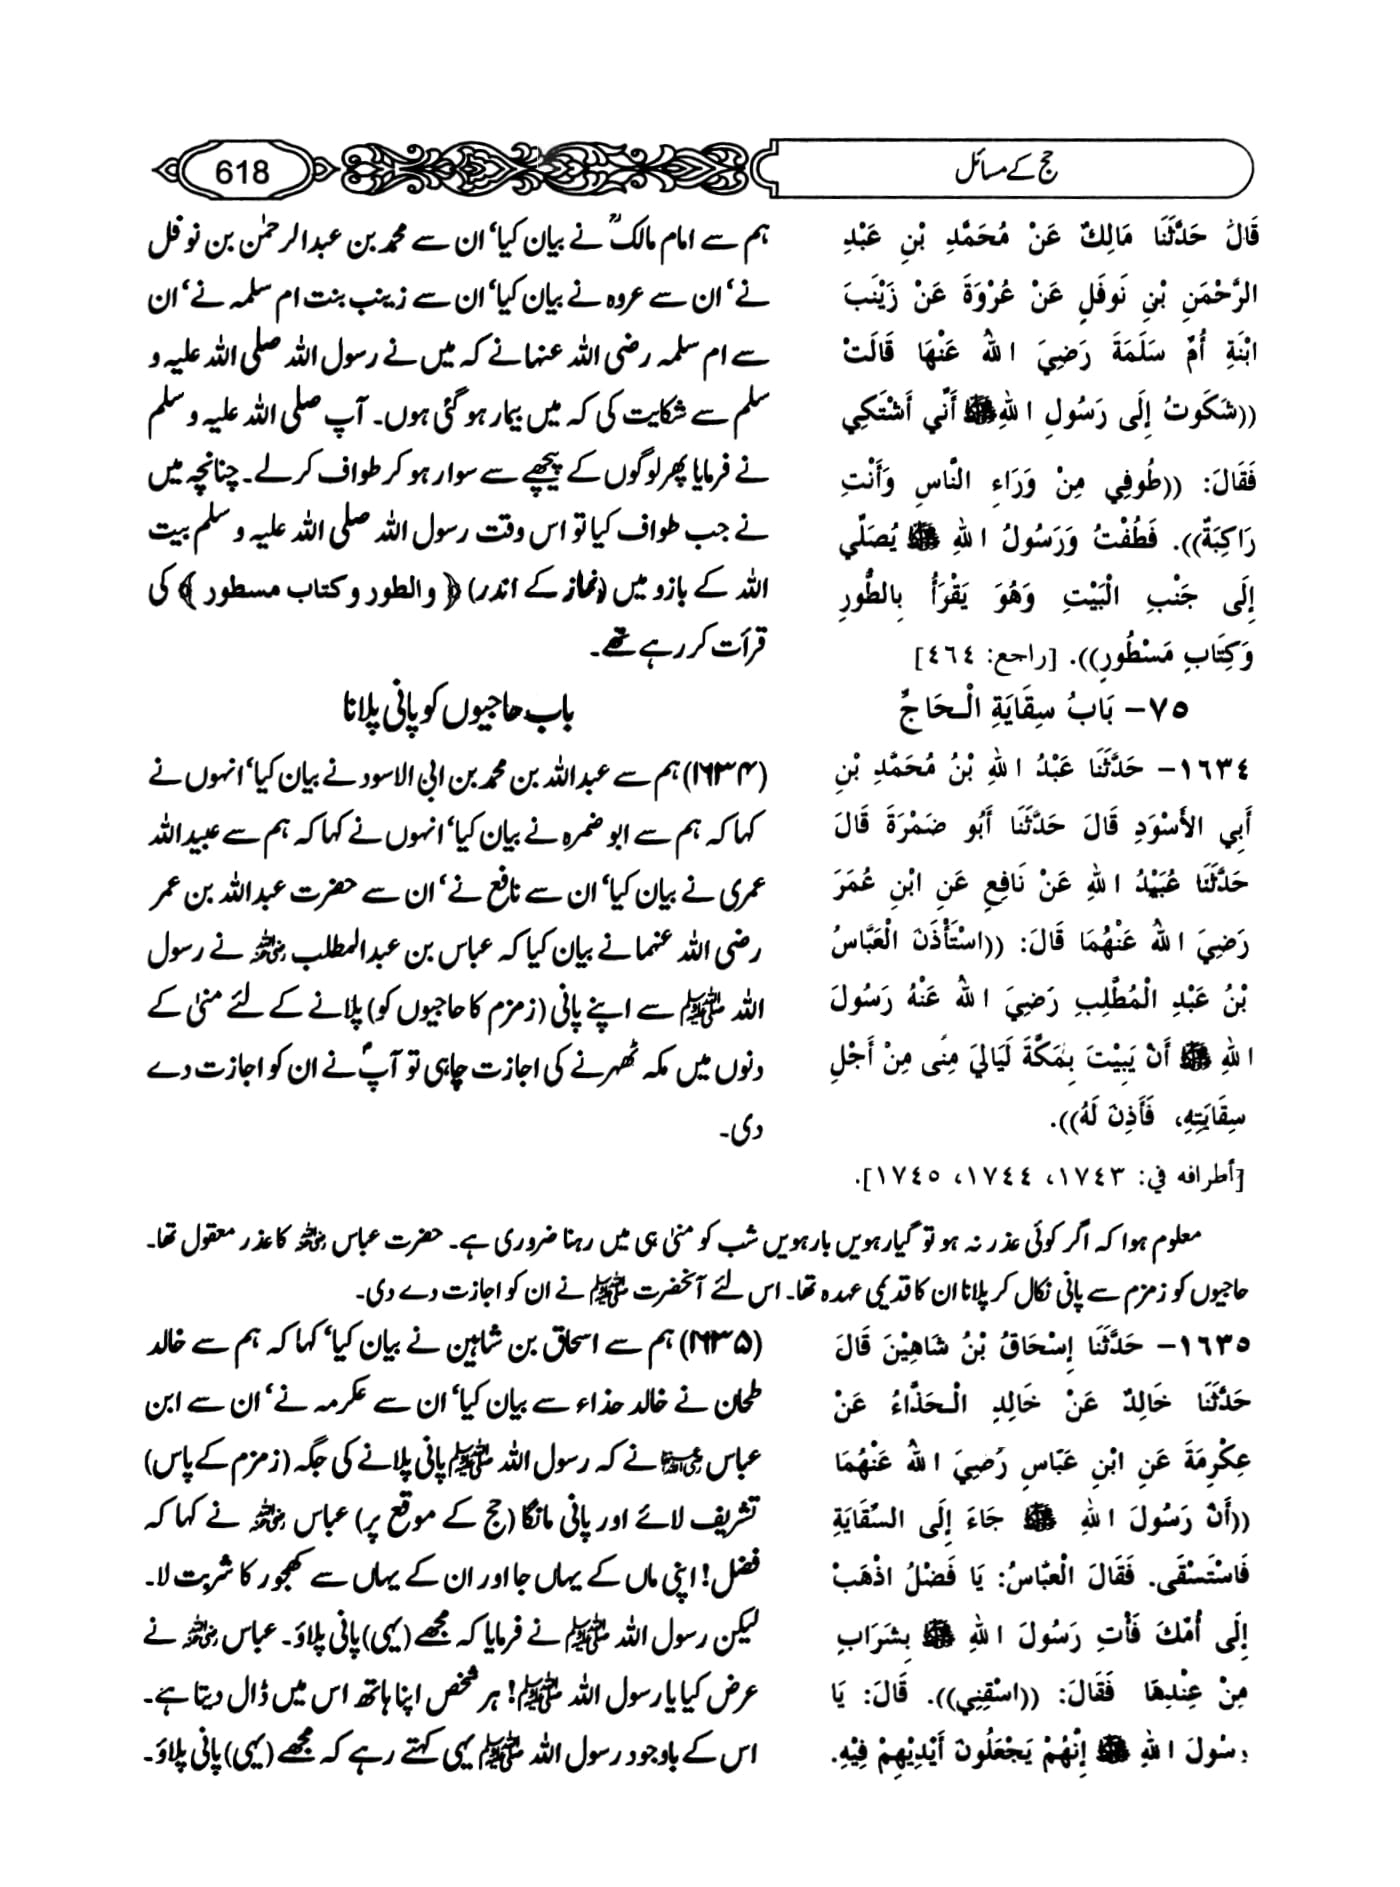 حج کے مسائل
618
قَالَ حَدَّثَنَا مَالِكٌ عَنْ مُحَمَّدِ بْنِ عَبْدِ
الرَّحْمَنِ بْنِ نَوفَلٍ عَنْ عُرْوَةَ عَنْ زَيْنَبَ
ابْنَةِ أُمِّ سَلَمَةَ رَضِيَ اللهُ عَنْهَا قَالَتْ
((شَكَوتُ إِلَى رَسُولِ اللهِ ﷺ أَنِّي أَشْتَكِي
فَقَالَ: ((طُوفِي مِنْ وَرَاءِ النَّاسِ وَأَنْتِ
رَاكِبَةٌ)). فَطُفْتُ وَرَسُولُ اللهِ ﷺ يُصَلِّي
إِلَى جَنْبِ الْبَيْتِ وَهُوَ يَقْرَأُ بِالطُّورِ
وَكِتَابٍ مَسْطُورٍ)). [راجع: ٤٦٤]
ہم سے امام مالکؒ نے بیان کیا‘ ان سے محمد بن عبدالرحمٰن بن نوفل
نے‘ ان سے عروہ نے بیان کیا‘ ان سے زینب بنت ام سلمہ نے‘ ان
سے ام سلمہ رضی اللہ عنہا نے کہ میں نے رسول اللہ صلی اللہ علیہ و
سلم سے شکایت کی کہ میں بیمار ہو گئی ہوں۔ آپ صلی اللہ علیہ وسلم
نے فرمایا پھر لوگوں کے پیچھے سے سوار ہو کر طواف کر لے۔ چنانچہ میں
نے جب طواف کیا تو اس وقت رسول اللہ صلی اللہ علیہ وسلم بیت
اللہ کے بازو میں (نماز کے اندر) ﴿ والطور وکتاب مسطور ﴾ کی
قرأت کر رہے تھے۔
٧٥- بَابُ سِقَايَةِ الْحَاجِّ
باب حاجیوں کو پانی پلانا
١٦٣٤- حَدَّثَنَا عَبْدُ اللهِ بْنُ مُحَمَّدِ بْنِ
أَبِي الأَسْوَدِ قَالَ حَدَّثَنَا أَبُو ضَمْرَةَ قَالَ
حَدَّثَنَا عُبَيْدُ اللهِ عَنْ نَافِعٍ عَنِ ابْنِ عُمَرَ
رَضِيَ اللهُ عَنْهُمَا قَالَ: ((اسْتَأْذَنَ الْعَبَّاسُ
بْنُ عَبْدِ الْمُطَّلِبِ رَضِيَ اللهُ عَنْهُ رَسُولَ
اللهِ ﷺ أَنْ يَبِيْتَ بِمَكَّةَ لَيَالِيَ مِنًى مِنْ أَجْلِ
سِقَايَتِهِ، فَأَذِنَ لَهُ)).
[أطرافه في: ١٧٤٣، ١٧٤٤، ١٧٤٥].
(۱۶۳۴) ہم سے عبداللہ بن محمد بن ابی الاسود نے بیان کیا‘ انہوں نے
کہا کہ ہم سے ابو ضمرہ نے بیان کیا‘ انہوں نے کہا کہ ہم سے عبیداللہ
عمری نے بیان کیا‘ ان سے نافع نے‘ ان سے حضرت عبداللہ بن عمر
رضی اللہ عنہما نے بیان کیا کہ عباس بن عبدالمطلب رضی اللہ عنہ نے رسول
اللہ ﷺ سے اپنے پانی (زمزم کا حاجیوں کو) پلانے کے لئے منیٰ کے
دنوں میں مکہ ٹھہرنے کی اجازت چاہی تو آپؐ نے ان کو اجازت دے
دی۔
معلوم ہوا کہ اگر کوئی عذر نہ ہو تو گیارہویں بارہویں شب کو منیٰ ہی میں رہنا ضروری ہے۔ حضرت عباس رضی اللہ عنہ کا عذر معقول تھا۔
حاجیوں کو زمزم سے پانی نکال کر پلانا ان کا قدیمی عہدہ تھا۔ اس لئے آنحضرت ﷺ نے ان کو اجازت دے دی۔
١٦٣٥- حَدَّثَنَا إِسْحَاقُ بْنُ شَاهِيْنَ قَالَ
حَدَّثَنَا خَالِدٌ عَنْ خَالِدٍ الْحَذَّاءُ عَنْ
عِكْرِمَةَ عَنِ ابْنِ عَبَّاسٍ رَضِيَ اللهُ عَنْهُمَا
((أَنَّ رَسُولَ اللهِ ﷺ جَاءَ إِلَى السِّقَايَةِ
فَاسْتَسْقَى. فَقَالَ الْعَبَّاسُ: يَا فَضْلُ اذْهَبْ
إِلَى أُمِّكَ فَأْتِ رَسُولَ اللهِ ﷺ بِشَرَابٍ
مِنْ عِنْدِهَا فَقَالَ: ((اسْقِنِي)). قَالَ: يَا
رسُولَ اللهِ ﷺ إِنَّهُمْ يَجْعَلُونَ أَيْدِيَهُمْ فِيْهِ.
(۱۶۳۵) ہم سے اسحاق بن شاہین نے بیان کیا‘ کہا کہ ہم سے خالد
طحان نے خالد حذاء سے بیان کیا‘ ان سے عکرمہ نے‘ ان سے ابن
عباس رضی اللہ عنہما نے کہ رسول اللہ ﷺ پانی پلانے کی جگہ (زمزم کے پاس)
تشریف لائے اور پانی مانگا (حج کے موقع پر) عباس رضی اللہ عنہ نے کہا کہ
فضل! اپنی ماں کے یہاں جا اور ان کے یہاں سے کھجور کا شربت لا۔
لیکن رسول اللہ ﷺ نے فرمایا کہ مجھے (یہی) پانی پلاؤ۔ عباس رضی اللہ عنہ نے
عرض کیا یا رسول اللہ ﷺ! ہر شخص اپنا ہاتھ اس میں ڈال دیتا ہے۔
اس کے باوجود رسول اللہ ﷺ یہی کہتے رہے کہ مجھے (یہی) پانی پلاؤ۔